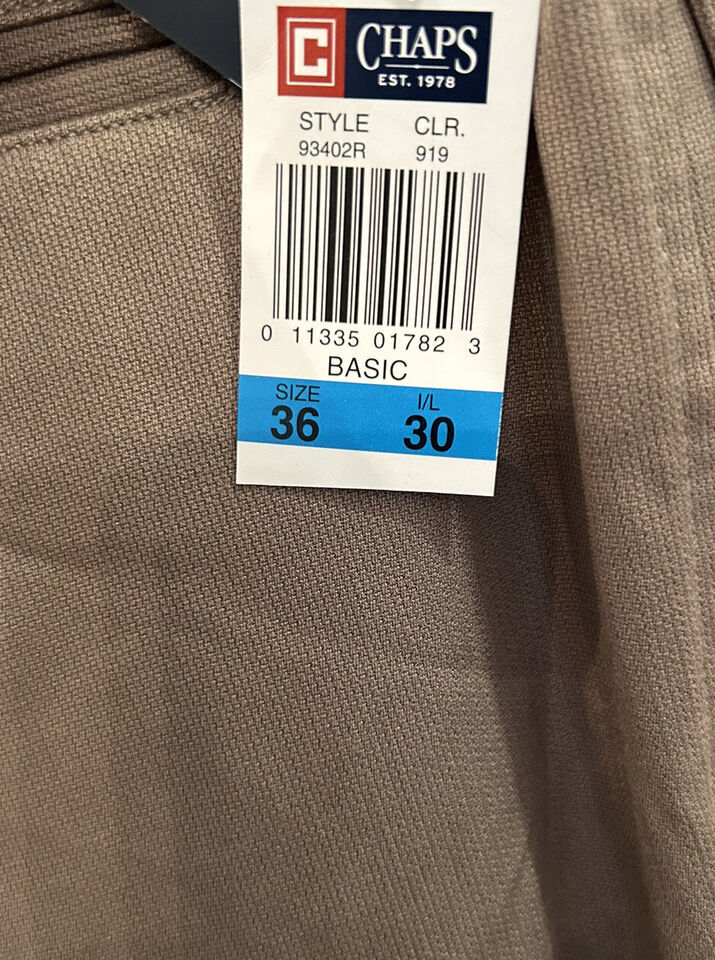 C CHAPS
EST. 1978
STYLE CLR.
93402R 919
0 11335 01782 3
BASIC
SIZE I/L
36 30